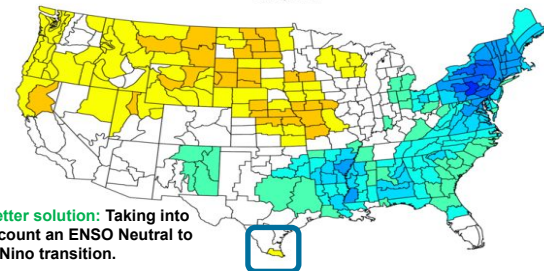 etter solution: Taking into
count an ENSO Neutral to
Nino transition.